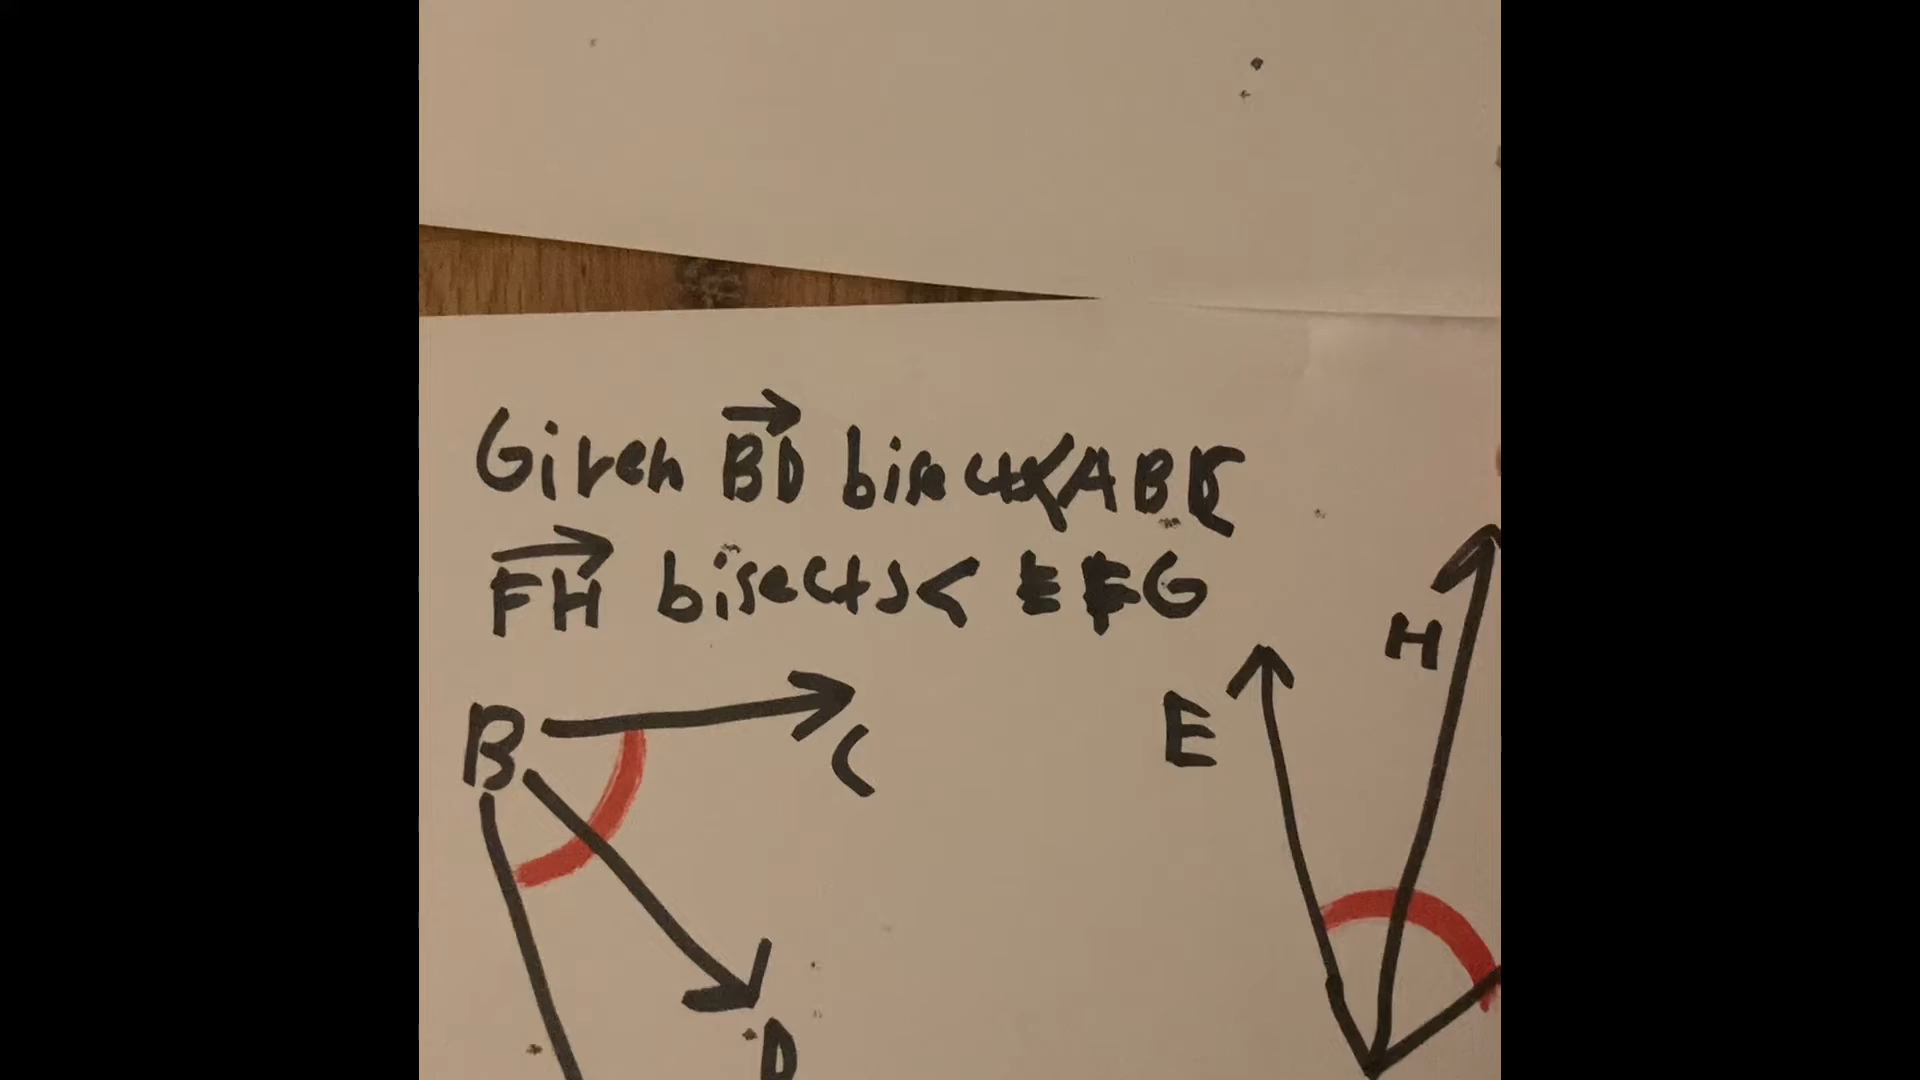 Given BD bisects <ABC
FH bisects < EFG
H
E
B
C
D